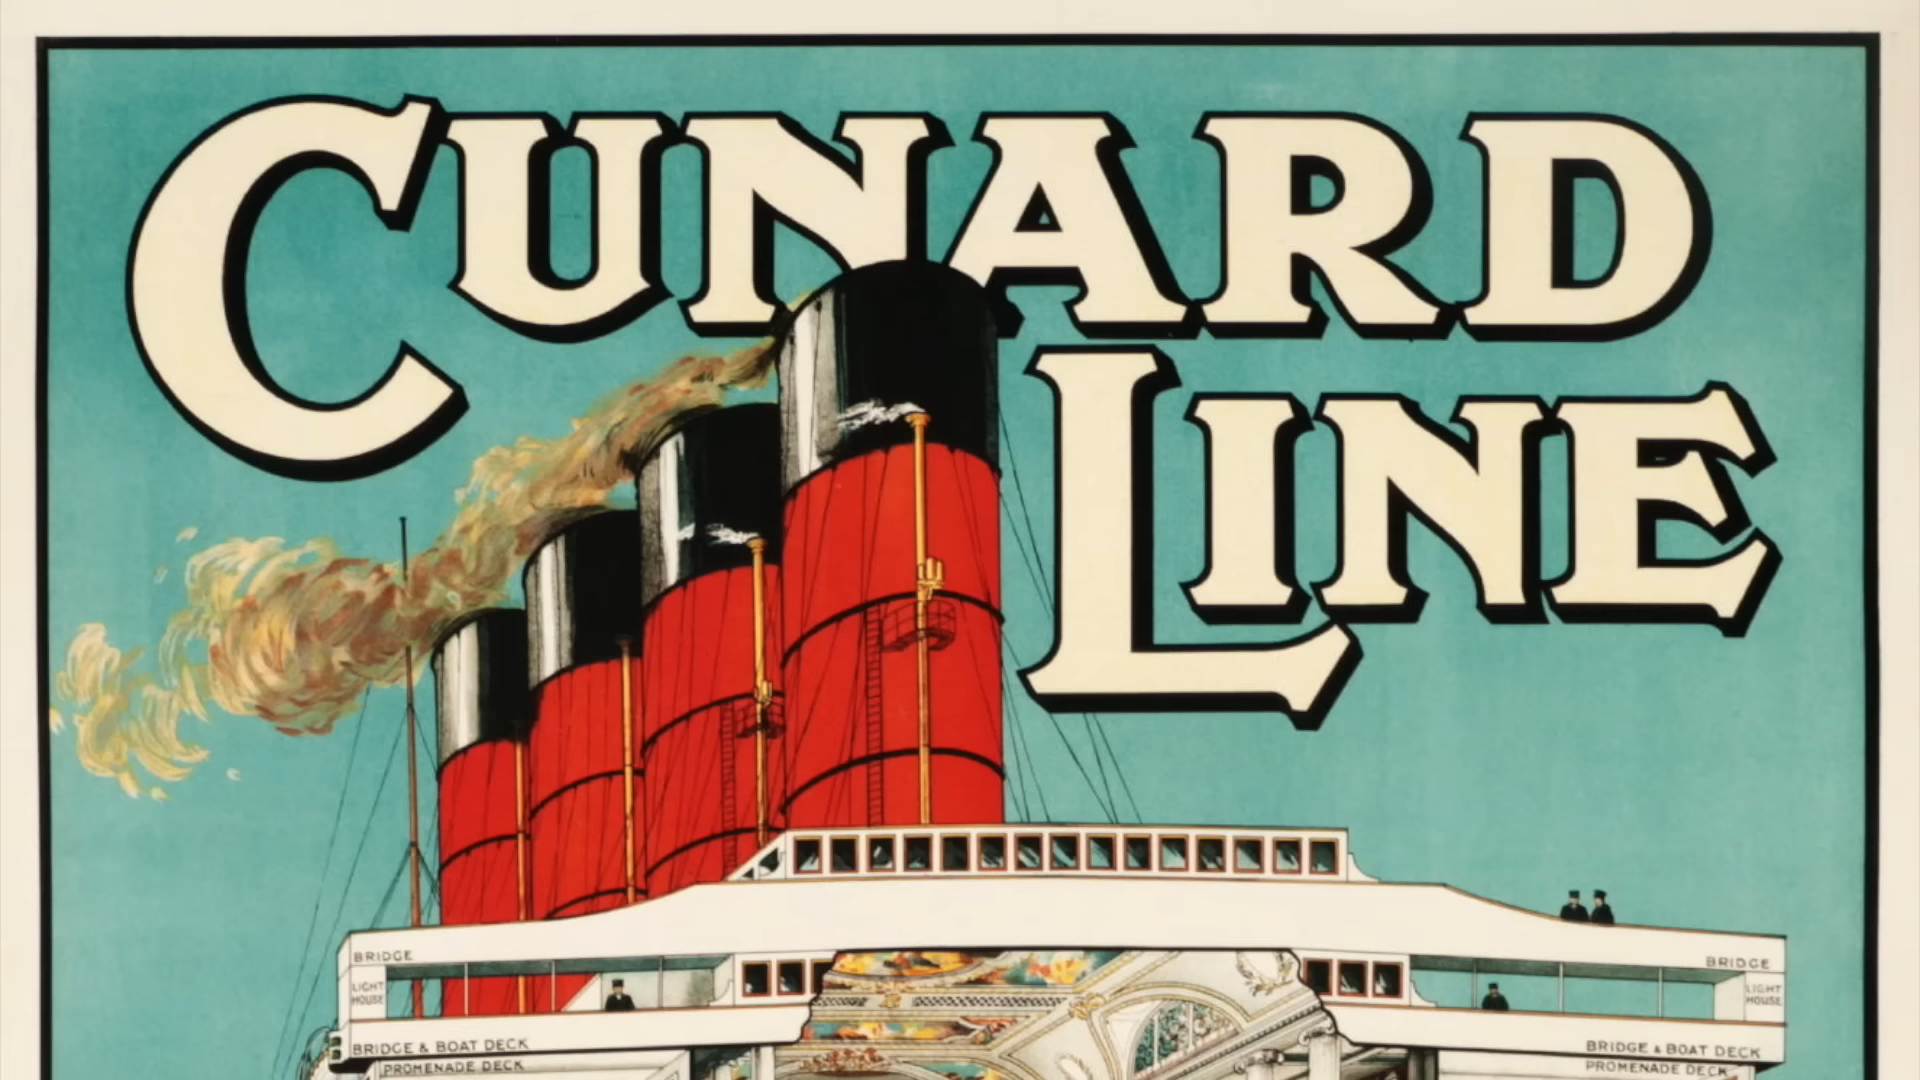 CUNARD
LINE
BRIDGE
BRIDGE
LIGHT
HOUSE
LIGHT
HOUSE
BRIDGE & BOAT DECK
BRIDGE & BOAT DECK
PROMENADE DECK
PROMENADE DECK